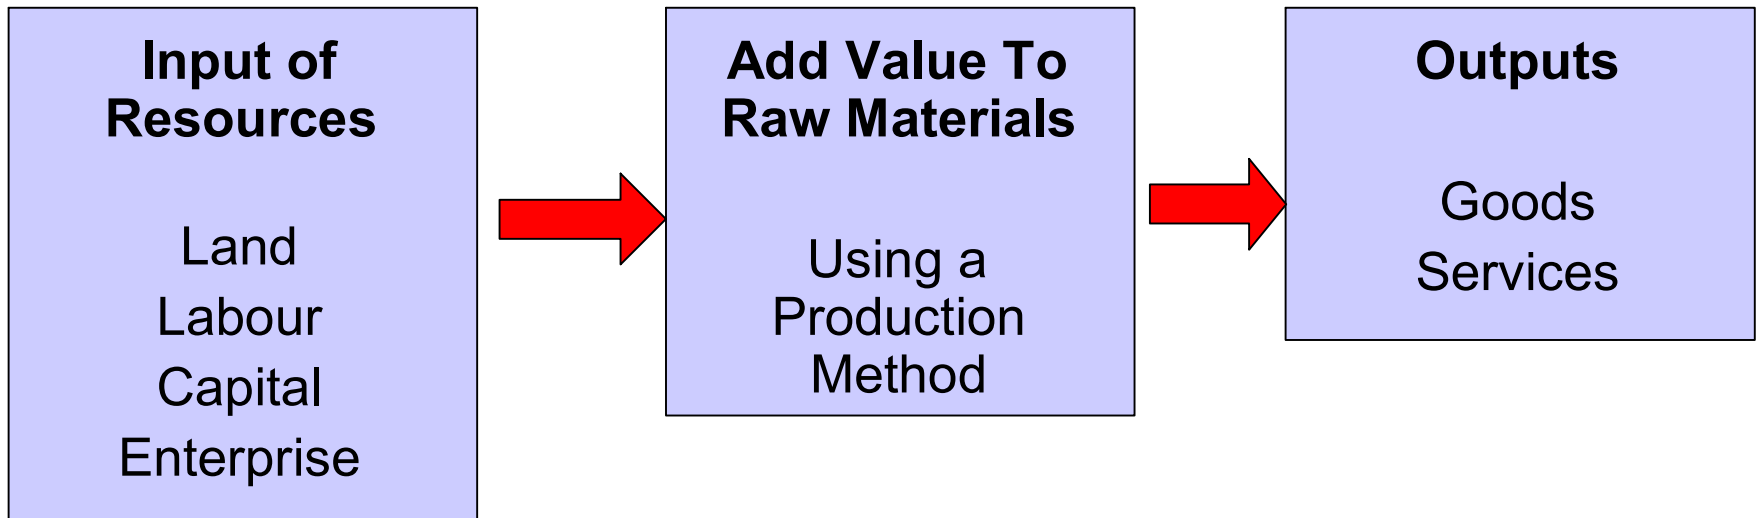 Input of
Resources
Land
Labour
Capital
Enterprise
Add Value To
Raw Materials
Using a
Production
Method
Outputs
Goods
Services